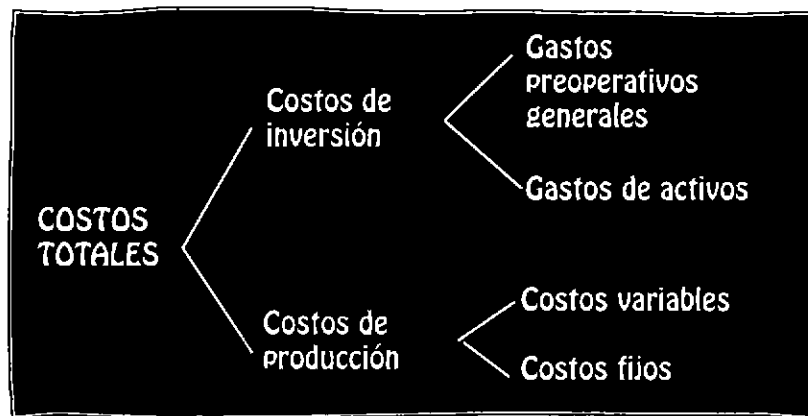 Gastos
preoperativos
generales
Costos de
inversión
Gastos de activos
COSTOS
TOTALES
Costos variables
Costos de
producción
Costos fijos